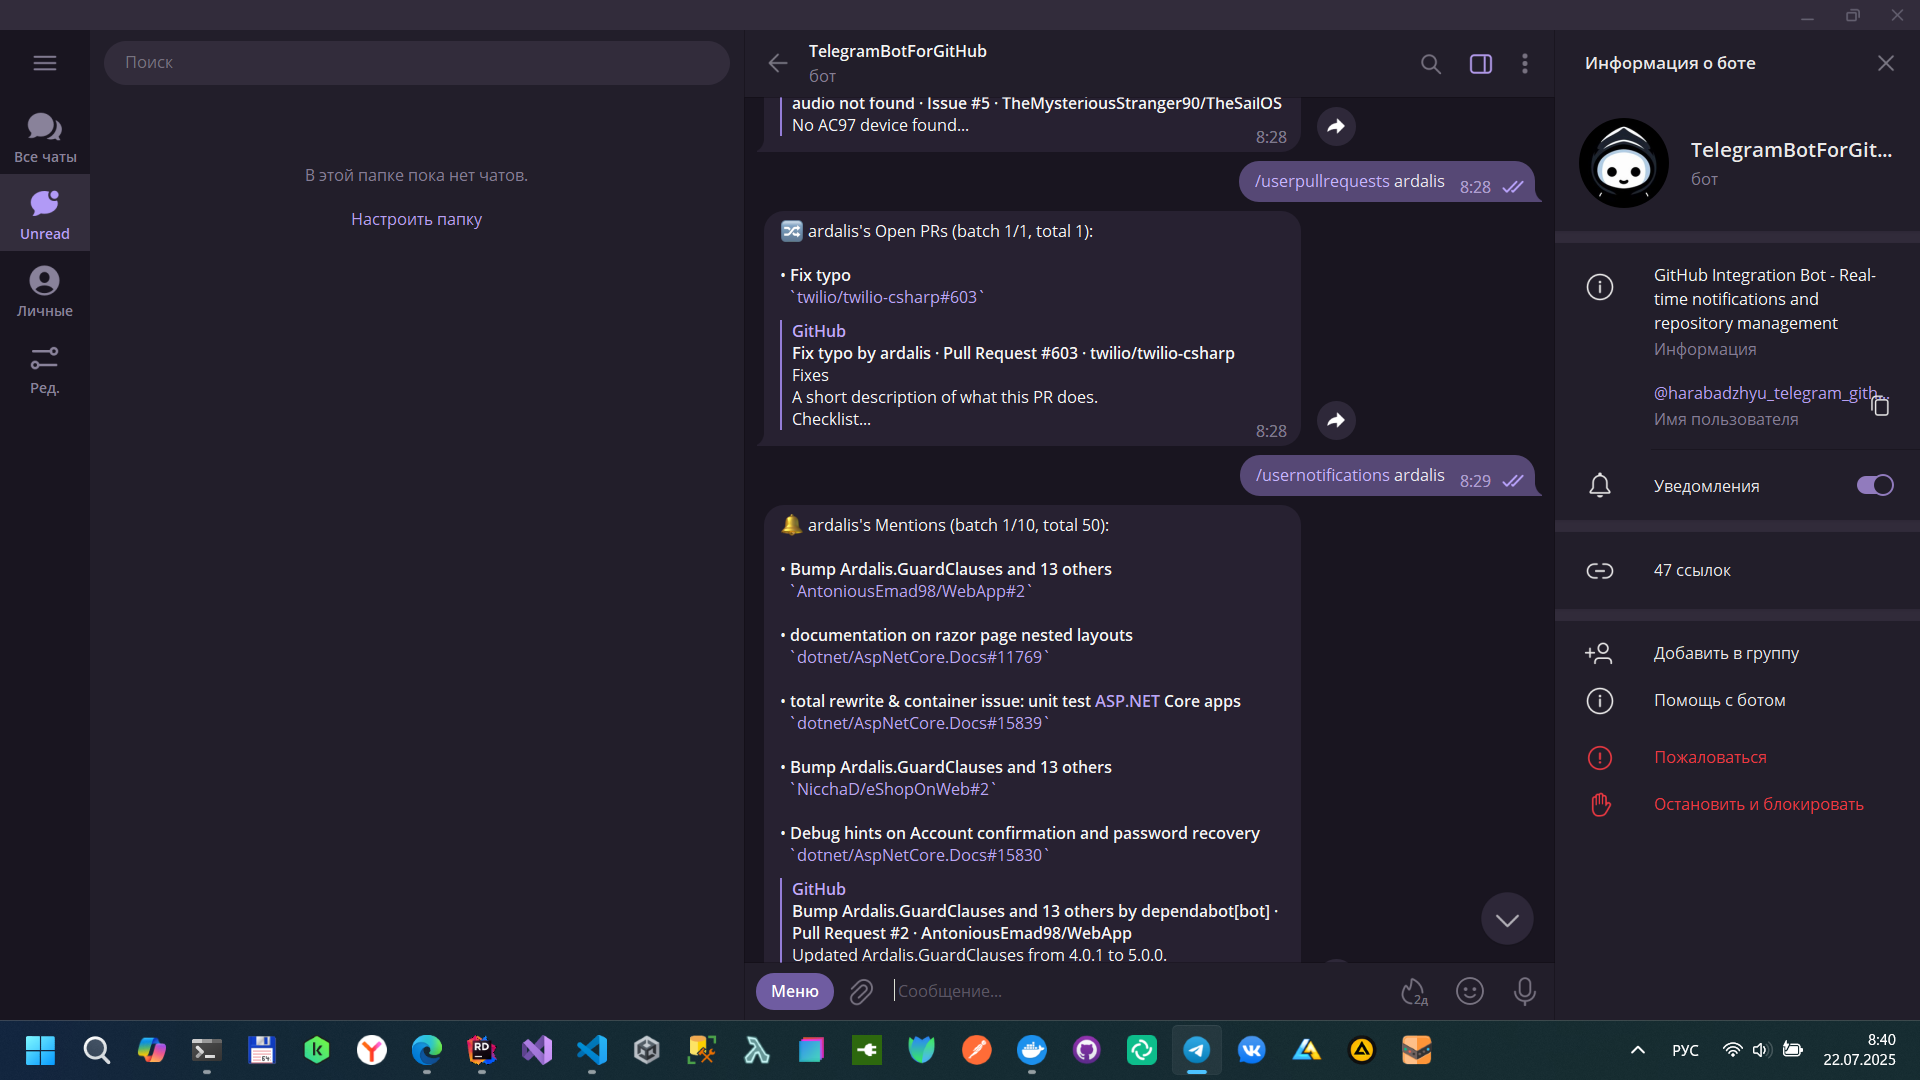 Поиск
Все чаты
Unread
Личные
Ред.
В этой папке пока нет чатов.
Настроить папку
TelegramBotForGitHub
бот
audio not found · Issue #5 · TheMysteriousStranger90/TheSailOS
No AC97 device found...
8:28
/userpullrequests ardalis 8:28
ardalis's Open PRs (batch 1/1, total 1):
• Fix typo
`twilio/twilio-csharp#603`
GitHub
Fix typo by ardalis · Pull Request #603 · twilio/twilio-csharp
Fixes
A short description of what this PR does.
Checklist...
8:28
/usernotifications ardalis 8:29
ardalis's Mentions (batch 1/10, total 50):
• Bump Ardalis.GuardClauses and 13 others
`AntoniousEmad98/WebApp#2`
• documentation on razor page nested layouts
`dotnet/AspNetCore.Docs#11769`
• total rewrite & container issue: unit test ASP.NET Core apps
`dotnet/AspNetCore.Docs#15839`
• Bump Ardalis.GuardClauses and 13 others
`NicchaD/eShopOnWeb#2`
• Debug hints on Account confirmation and password recovery
`dotnet/AspNetCore.Docs#15830`
GitHub
Bump Ardalis.GuardClauses and 13 others by dependabot[bot] ·
Pull Request #2 · AntoniousEmad98/WebApp
Updated Ardalis.GuardClauses from 4.0.1 to 5.0.0.
Меню
Сообщение...
2д
Информация о боте
TelegramBotForGit...
бот
GitHub Integration Bot - Real-
time notifications and
repository management
Информация
@harabadzhyu_telegram_gith...
Имя пользователя
Уведомления
47 ссылок
Добавить в группу
Помощь с ботом
Пожаловаться
Остановить и блокировать
64
RD
РУС
8:40
22.07.2025